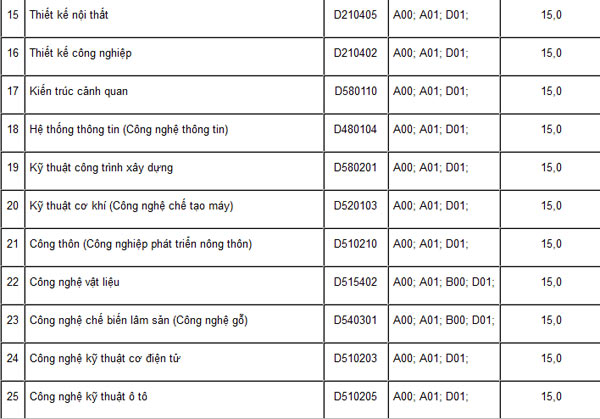 15 Thiết kế nội thất D210405 A00; A01; D01; 15,0
16 Thiết kế công nghiệp D210402 A00; A01; D01; 15,0
17 Kiến trúc cảnh quan D580110 A00; A01; D01; 15,0
18 Hệ thống thông tin (Công nghệ thông tin) D480104 A00; A01; D01; 15,0
19 Kỹ thuật công trình xây dựng D580201 A00; A01; D01; 15,0
20 Kỹ thuật cơ khí (Công nghệ chế tạo máy) D520103 A00; A01; D01; 15,0
21 Công thôn (Công nghiệp phát triển nông thôn) D510210 A00; A01; D01; 15,0
22 Công nghệ vật liệu D515402 A00; A01; B00; D01; 15,0
23 Công nghệ chế biến lâm sản (Công nghệ gỗ) D540301 A00; A01; B00; D01; 15,0
24 Công nghệ kỹ thuật cơ điện tử D510203 A00; A01; D01; 15,0
25 Công nghệ kỹ thuật ô tô D510205 A00; A01; D01; 15,0